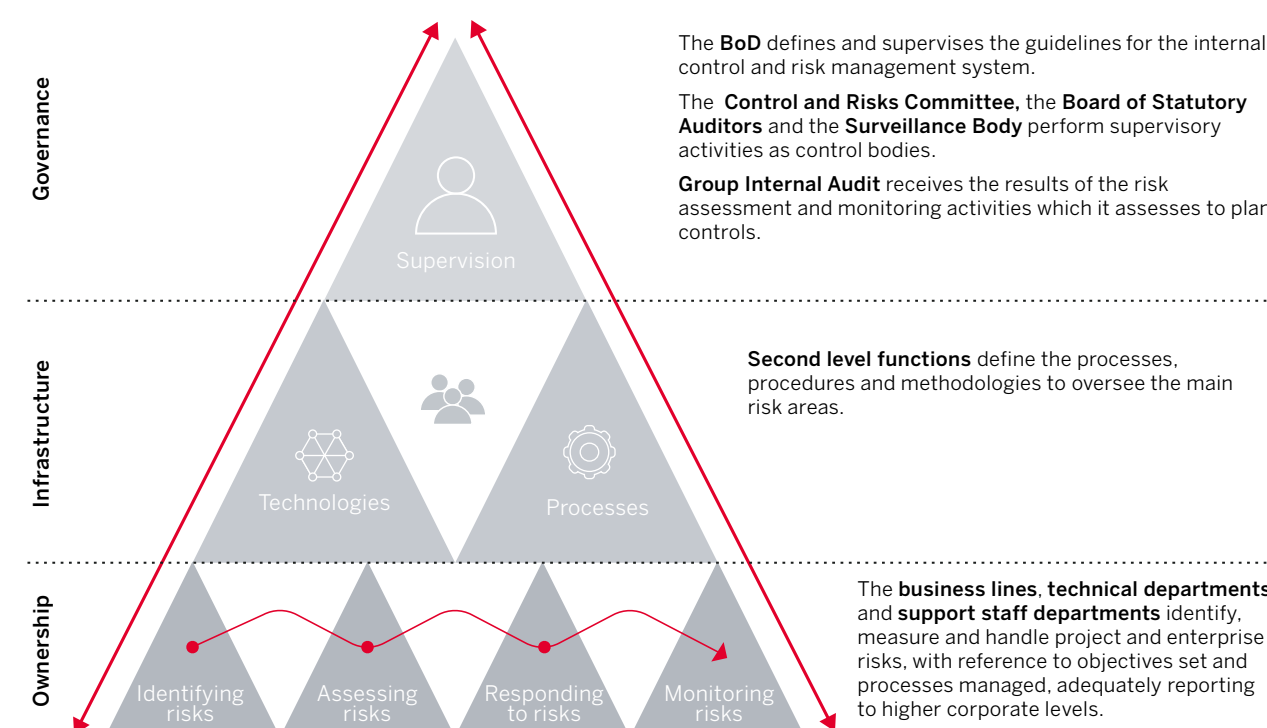 Governance
The BoD defines and supervises the guidelines for the internal
control and risk management system.
The Control and Risks Committee, the Board of Statutory
Auditors and the Surveillance Body perform supervisory
activities as control bodies.
Group Internal Audit receives the results of the risk
assessment and monitoring activities which it assesses to plan
controls.
Supervision
Infrastructure
Second level functions define the processes,
procedures and methodologies to oversee the main
risk areas.
Technologies
Processes
Ownership
The business lines, technical departments
and support staff departments identify,
measure and handle project and enterprise
risks, with reference to objectives set and
processes managed, adequately reporting
to higher corporate levels.
Identifying
risks
Assessing
risks
Responding
to risks
Monitoring
risks